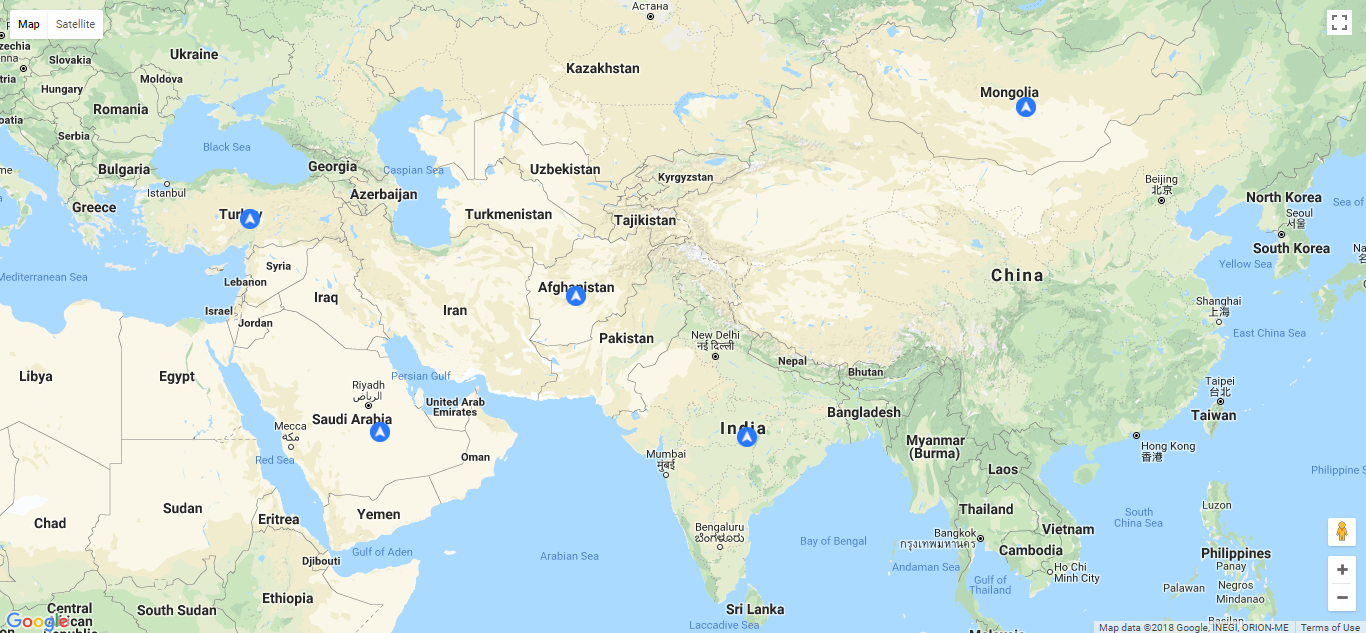 Map
Satellite
Астана
Ukraine
Slovakia
Kazakhstan
Moldova
Hungary
Mongolia
Romania
Serbia
Black Sea
Georgia
Caspian Sea
Uzbekistan
Kyrgyzstan
Bulgaria
Beijing
北京
Istanbul
Azerbaijan
North Korea
Greece
Turkey
Turkmenistan
Tajikistan
Seoul
서울
South Korea
Sea of
Mediterranean Sea
Syria
Lebanon
Iraq
Afghanistan
China
Yellow Sea
Israel
Jordan
Iran
Shanghai
上海
Pakistan
New Delhi
नई दिल्ली
East China Sea
Nepal
Bhutan
Libya
Egypt
Persian Gulf
Riyadh
الرياض
Taipei
台北
United Arab
Emirates
Saudi Arabia
Bangladesh
Taiwan
Mecca
مكة
India
Myanmar
(Burma)
Hong Kong
香港
Red Sea
Oman
Mumbai
मुंबई
Laos
Philippine S
Sudan
Yemen
Thailand
South
China Sea
Luzon
Chad
Eritrea
Bengaluru
ಬೆಂಗಳೂರು
Vietnam
Bangkok
กรุงเทพมหานคร
Gulf of Aden
Arabian Sea
Bay of Bengal
Cambodia
Philippines
Djibouti
Andaman Sea
Ho Chi
Minh City
Panay
Gulf of
Thailand
Palawan
Negros
Ethiopia
Mindanao
Central
African
South Sudan
Sri Lanka
Laccadive Sea
Google
Map data ©2018 Google, INEGI, ORION-ME
Terms of Use